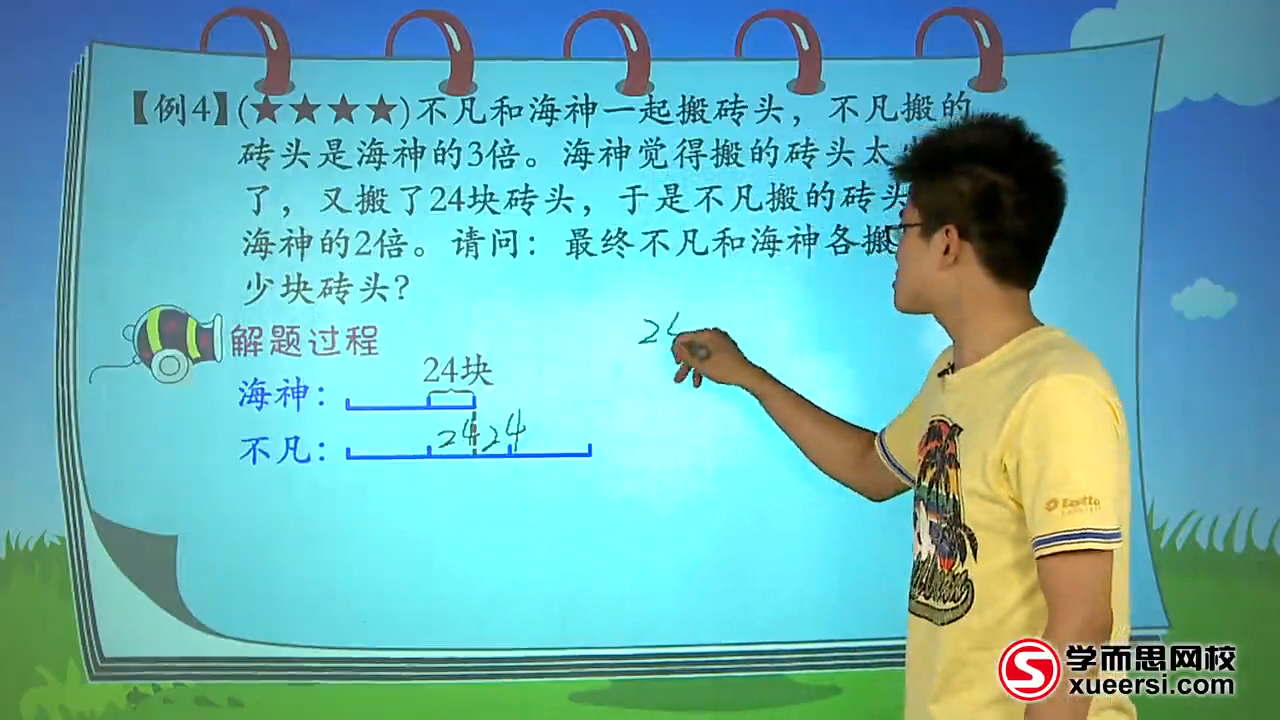 【例4】(★★★★)不凡和海神一起搬砖头，不凡搬的
砖头是海神的3倍。海神觉得搬的砖头太
了，又搬了24块砖头，于是不凡搬的砖头
海神的2倍。请问：最终不凡和海神各搬
少块砖头?
解题过程
24块
海神：
24 24
不凡：
Lotto
学而思网校
xueersi.com